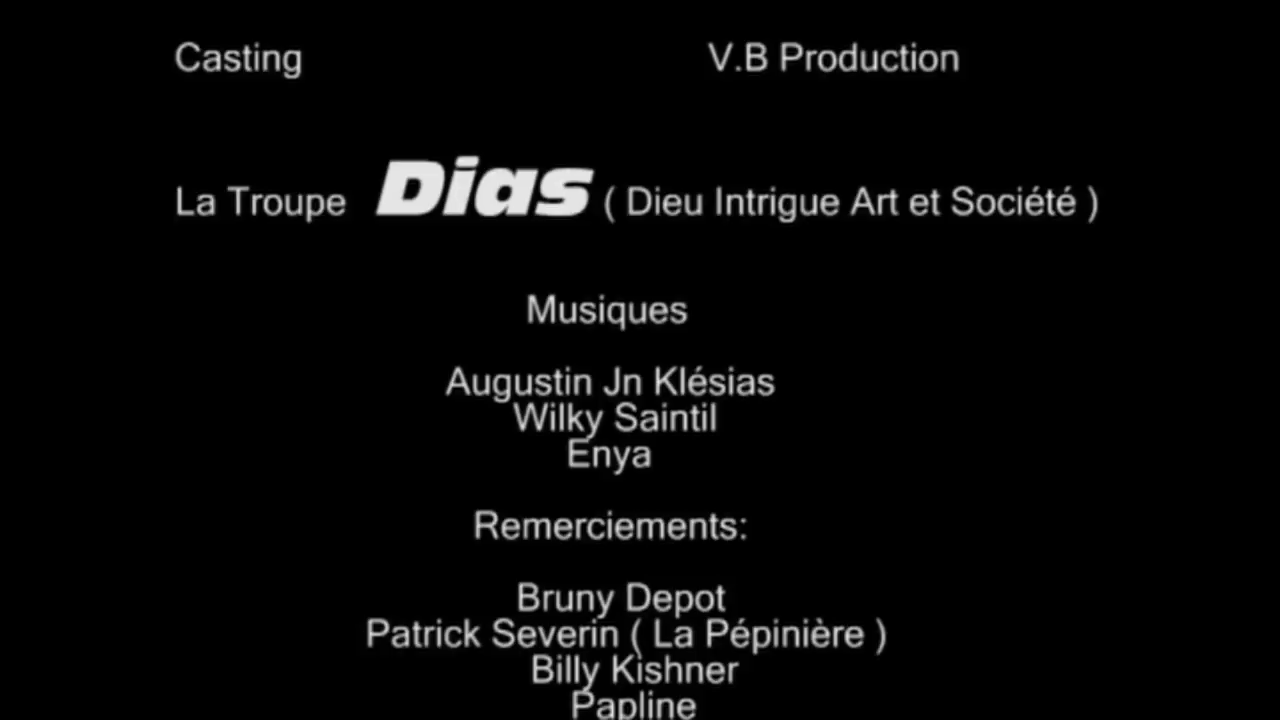 Casting V.B Production
La Troupe Dias ( Dieu Intrigue Art et Société )
Musiques
Augustin Jn Klésias
Wilky Saintil
Enya
Remerciements:
Bruny Depot
Patrick Severin ( La Pépinière )
Billy Kishner
Papline